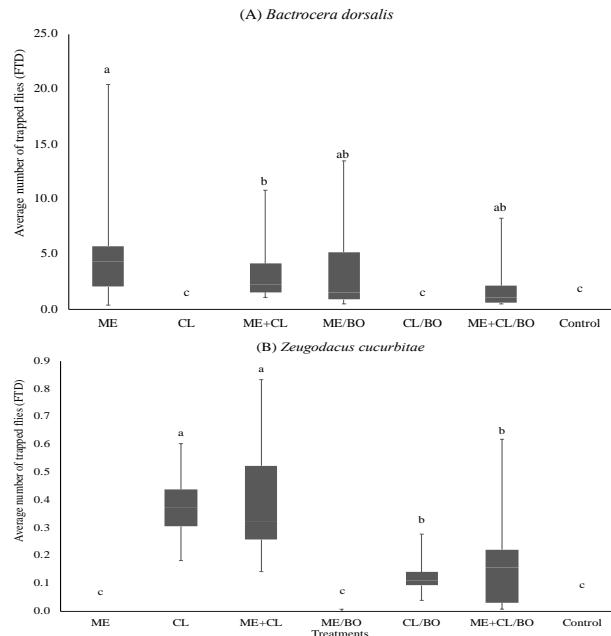 (A) Bactrocera dorsalis
Average number of trapped flies (FTD)
25.0
20.0
15.0
10.0
5.0
0.0
a
c
b
ab
c
ab
c
ME CL ME+CL ME/BO CL/BO ME+CL/BO Control
(B) Zeugodacus cucurbitae
Average number of trapped flies (FTD)
0.9
0.8
0.7
0.6
0.5
0.4
0.3
0.2
0.1
0.0
c
a
a
c
b
b
c
ME CL ME+CL ME/BO CL/BO ME+CL/BO Control
Treatments